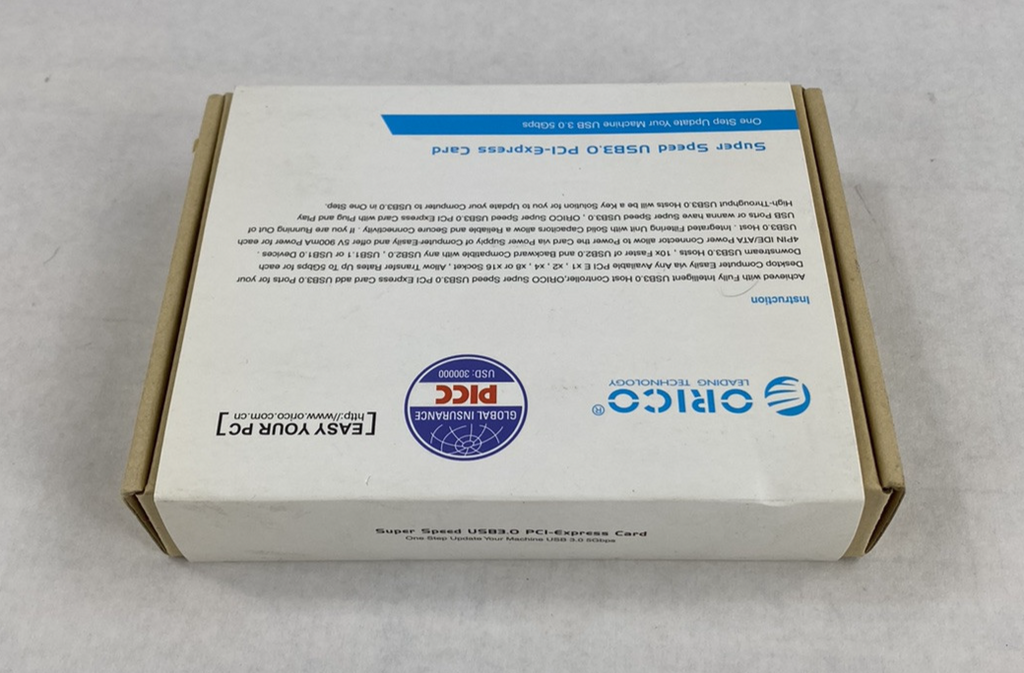 ORICO®
LEADING TECHNOLOGY
GLOBAL INSURANCE
PICC
USD: 300000
[EASY YOUR PC]
http://www.orico.com.cn
Instruction
Achieved with Fully Intelligent USB3.0 Host Controller,ORICO Super Speed USB3.0 PCI Express Card add USB3.0 Ports for your
Desktop Computer Easily via Any Available PCI E x1 , x2 , x4 , x8 or x16 Socket , Allow Transfer Rates Up To 5Gbps for each
Downstream USB3.0 Hosts , 10x Faster of USB2.0 and Backward Compatible with any USB2.0 , USB1.1 or USB1.0 Devices .
4PIN IDE/ATA Power Connector allow to Power the Card via Power Supply of Computer Easily and offer 5V 900mA Power for each
USB3.0 Host . Integrated Filtering Unit with Solid Capacitors allow a Reliable and Secure Connectivity . If you are Running Out of
USB Ports or wanna have Super Speed USB3.0 , ORICO Super Speed USB3.0 PCI Express Card with Plug and Play
High-Throughput USB3.0 Hosts will be a Key Solution for you to Update your Computer to USB3.0 in One Step.
Super Speed USB3.0 PCI-Express Card
One Step Update Your Machine USB 3.0 5Gbps
Super Speed USB3.0 PCI-Express Card
One Step Update Your Machine USB 3.0 5Gbps